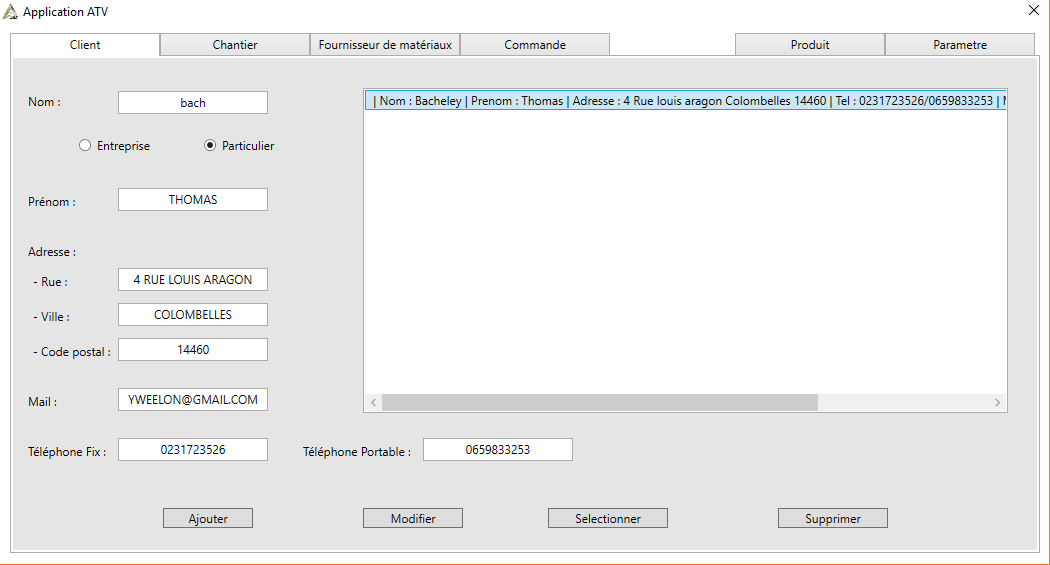 Application ATV
Client Chantier Fournisseur de matériaux Commande Produit Parametre
Nom : bach
| Nom : Bacheley | Prenom : Thomas | Adresse : 4 Rue louis aragon Colombelles 14460 | Tel : 0231723526/0659833253 |
Entreprise Particulier
Prénom : THOMAS
Adresse :
- Rue : 4 RUE LOUIS ARAGON
- Ville : COLOMBELLES
- Code postal : 14460
Mail : YWEELON@GMAIL.COM
Téléphone Fix : 0231723526 Téléphone Portable : 0659833253
Ajouter Modifier Selectionner Supprimer